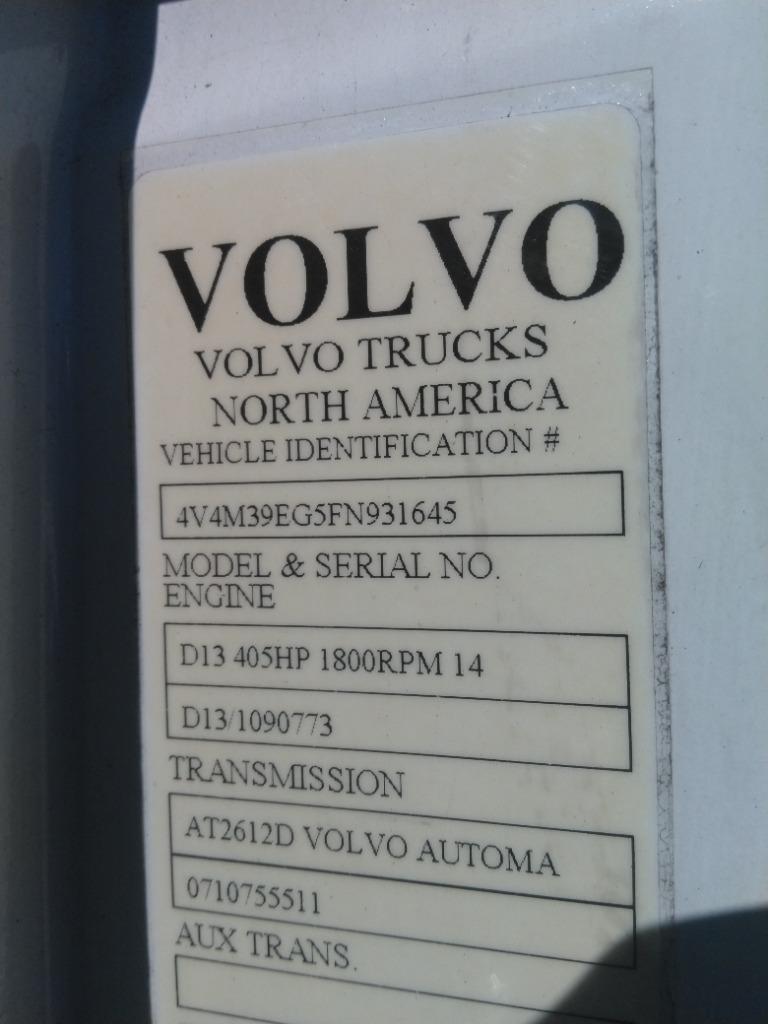 VOLVO
VOLVO TRUCKS
NORTH AMERICA
VEHICLE IDENTIFICATION #
4V4M39EG5FN931645
MODEL & SERIAL NO.
ENGINE
D13 405HP 1800RPM 14
D13/1090773
TRANSMISSION
AT2612D VOLVO AUTOMA
0710755511
AUX TRANS.